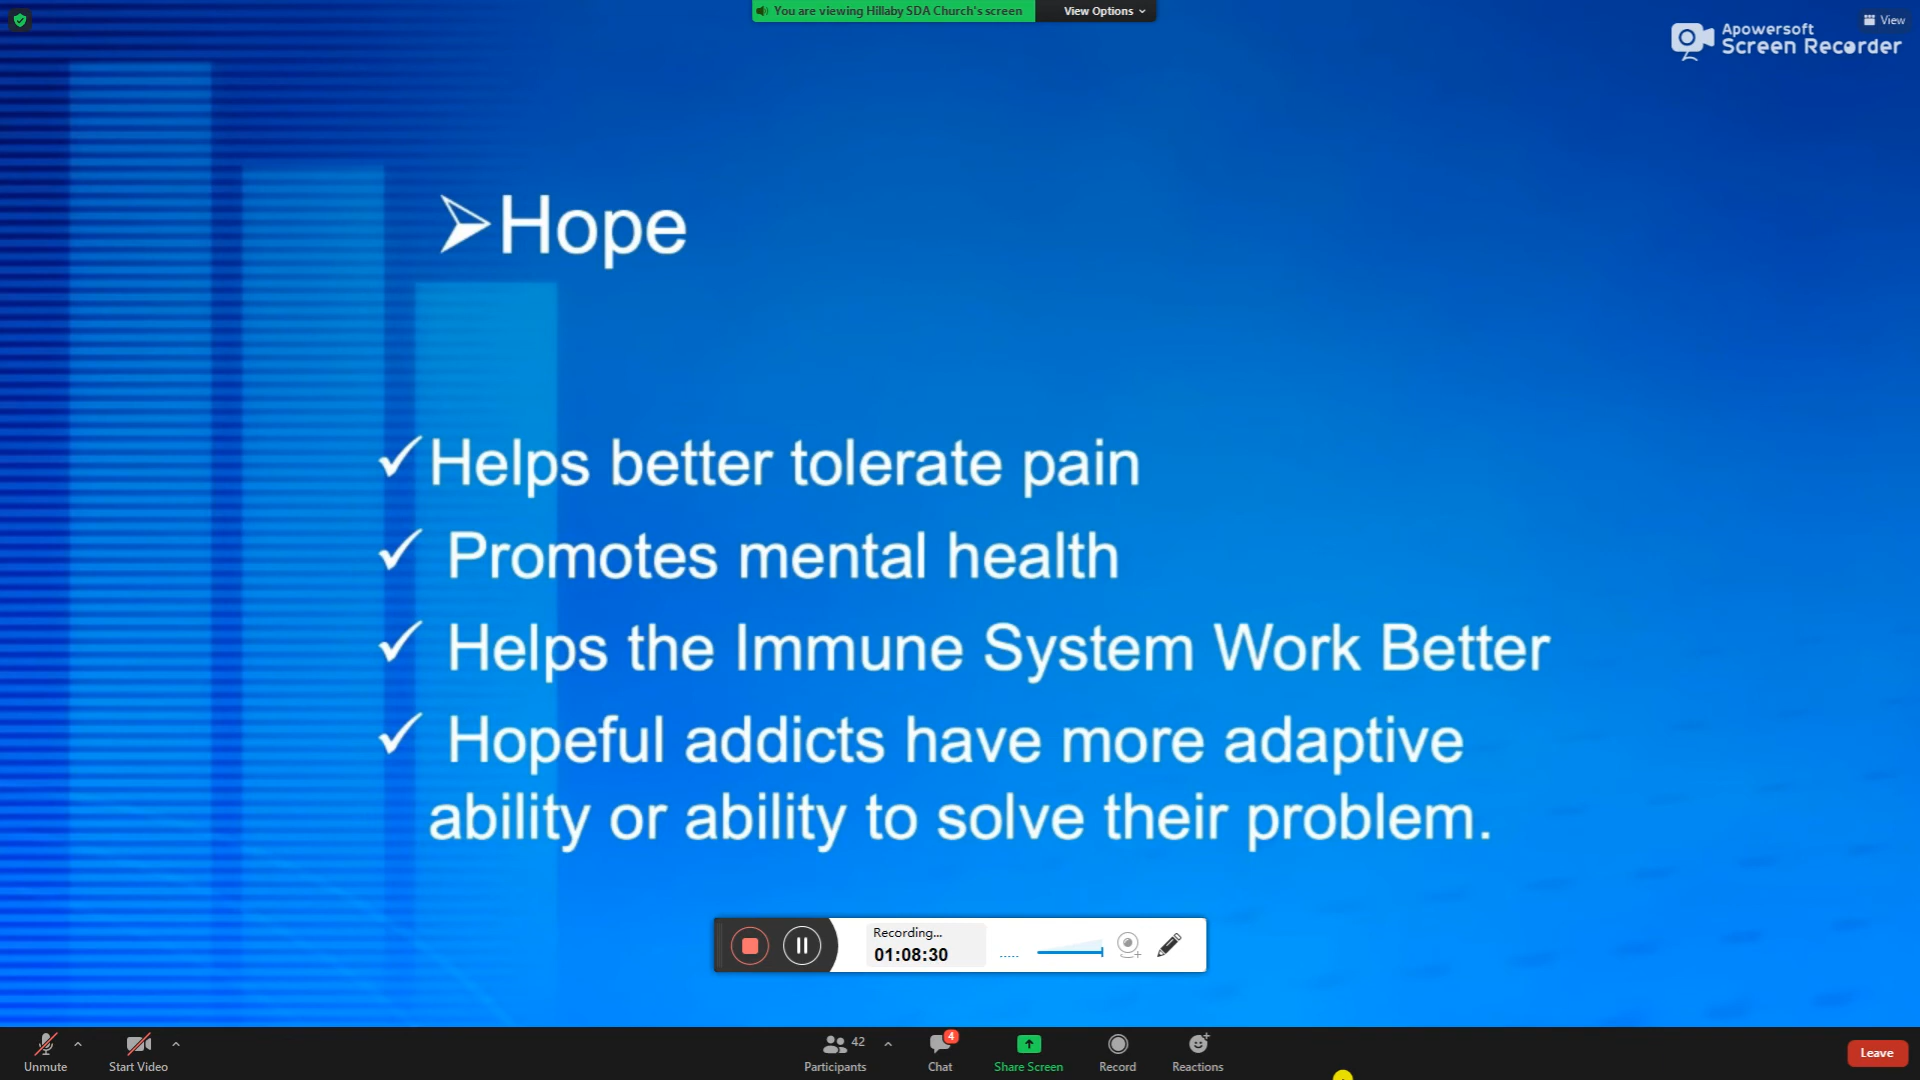 You are viewing Hillaby SDA Church's screen
View Options
View
Apowersoft
Screen Recorder
➢Hope
✓Helps better tolerate pain
✓ Promotes mental health
✓ Helps the Immune System Work Better
✓ Hopeful addicts have more adaptive
ability or ability to solve their problem.
Recording...
01:08:30
Unmute
Start Video
42
Participants
4
Chat
Share Screen
Record
Reactions
Leave